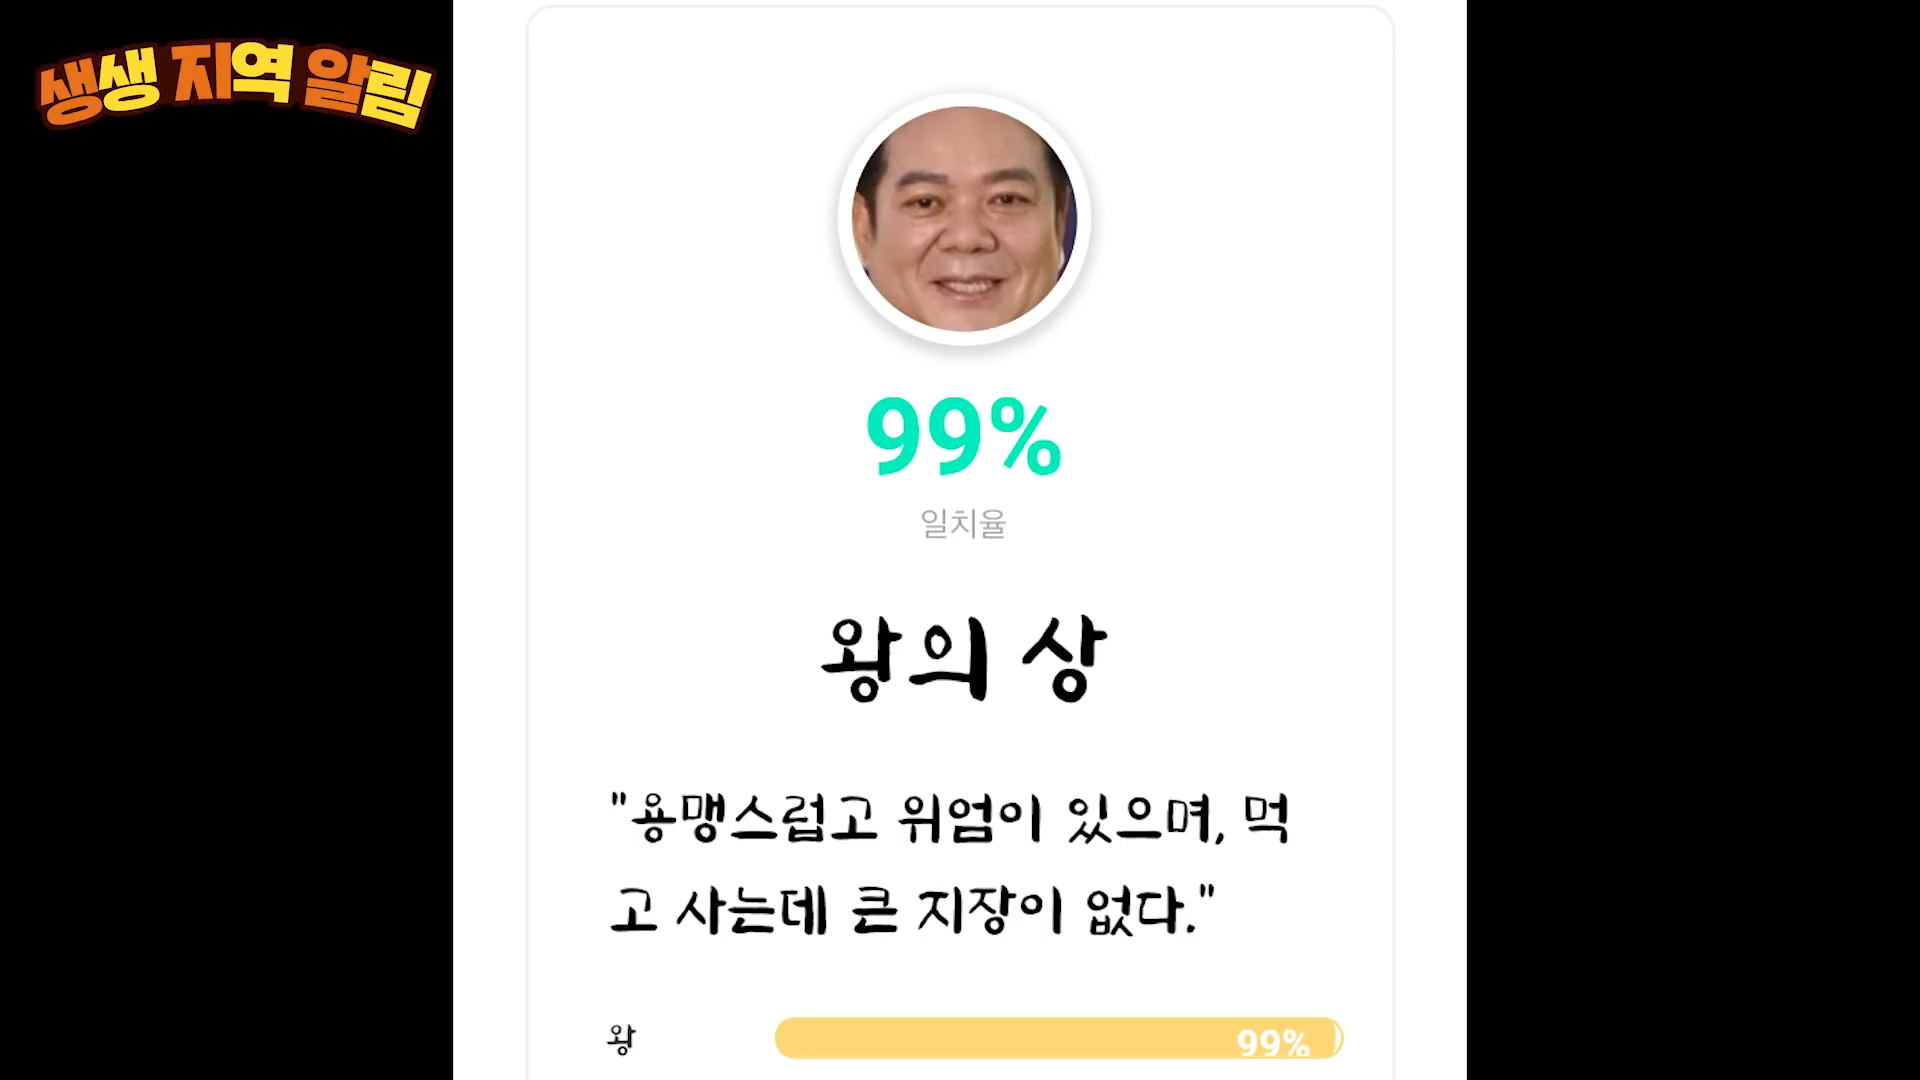 생생 지역 알림
99%
일치율
왕의 상
"용맹스럽고 위엄이 있으며, 먹
고 사는데 큰 지장이 없다."
왕 99%